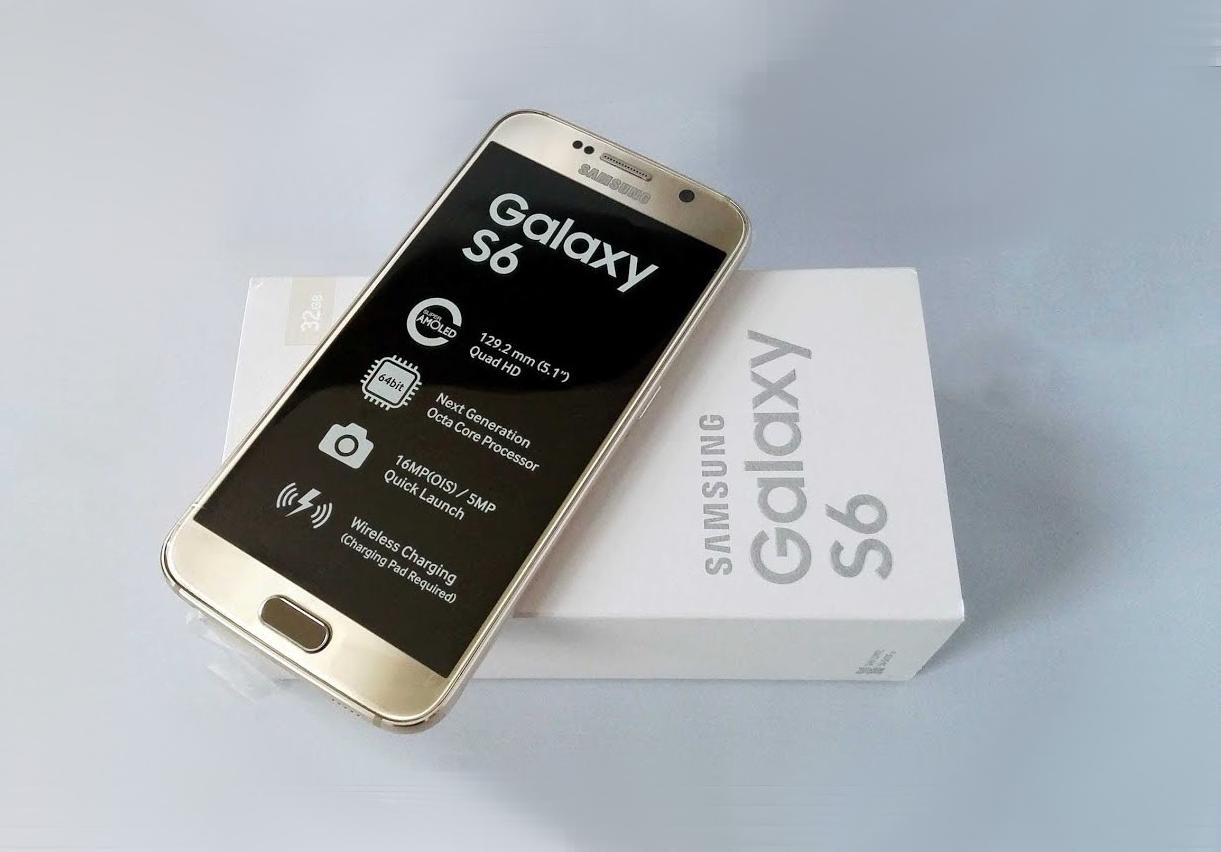 SAMSUNG
Galaxy
S6
SUPER
AMOLED
129.2 mm (5.1")
Quad HD
64bit
Next Generation
Octa Core Processor
16MP(OIS) / 5MP
Quick Launch
Wireless Charging
(Charging Pad Required)
32GB
SAMSUNG
Galaxy
S6